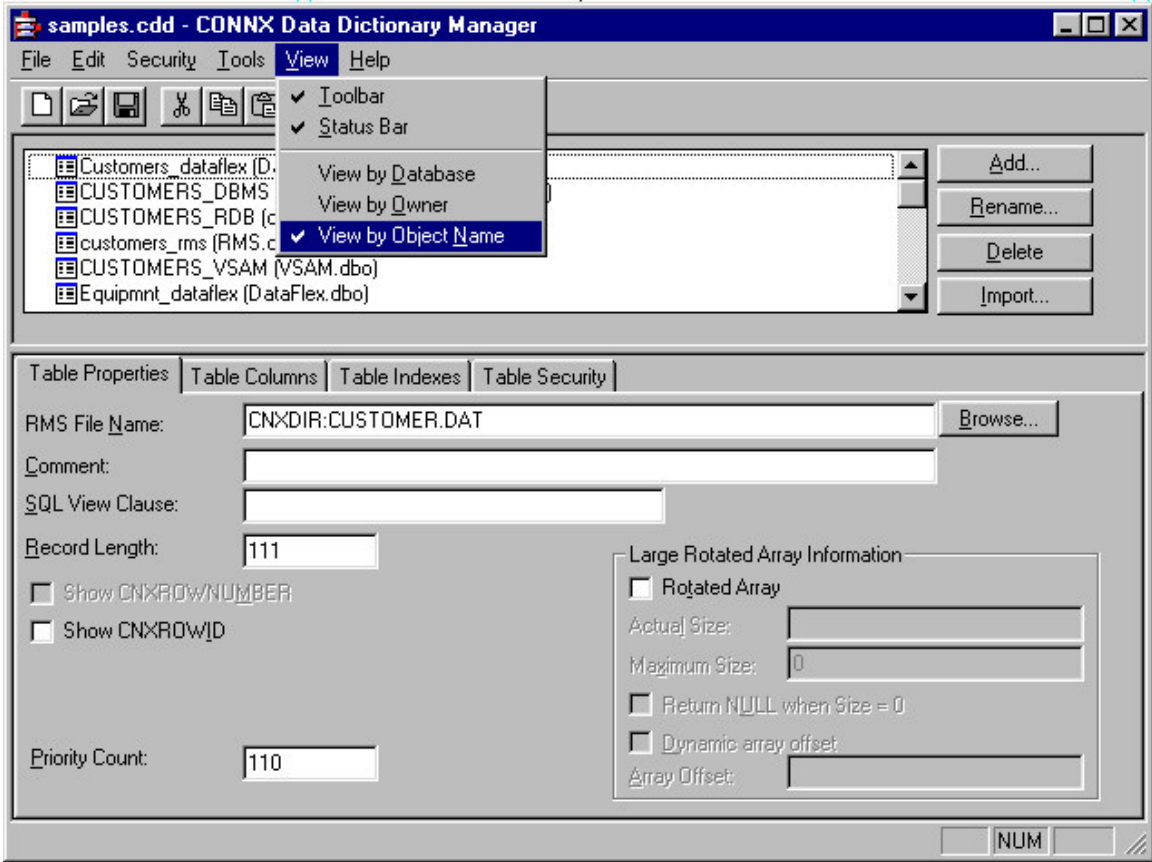 samples.cdd - CONNX Data Dictionary Manager
File Edit Security Tools View Help
Toolbar
Status Bar
View by Database
View by Owner
View by Object Name
Customers_dataflex (D
CUSTOMERS_DBMS
CUSTOMERS_RDB (
customers_rms (RMS.
CUSTOMERS_VSAM (VSAM.dbo)
Equipmnt_dataflex (DataFlex.dbo)
Add...
Rename...
Delete
Import...
Table Properties Table Columns Table Indexes Table Security
RMS File Name: CNXDIR:CUSTOMER.DAT Browse...
Comment:
SQL View Clause:
Record Length: 111
Show CNXROWNUMBER
Show CNXROWID
Priority Count: 110
Large Rotated Array Information
Rotated Array
Actual Size:
Maximum Size: 0
Return NULL when Size = 0
Dynamic array offset
Array Offset:
NUM